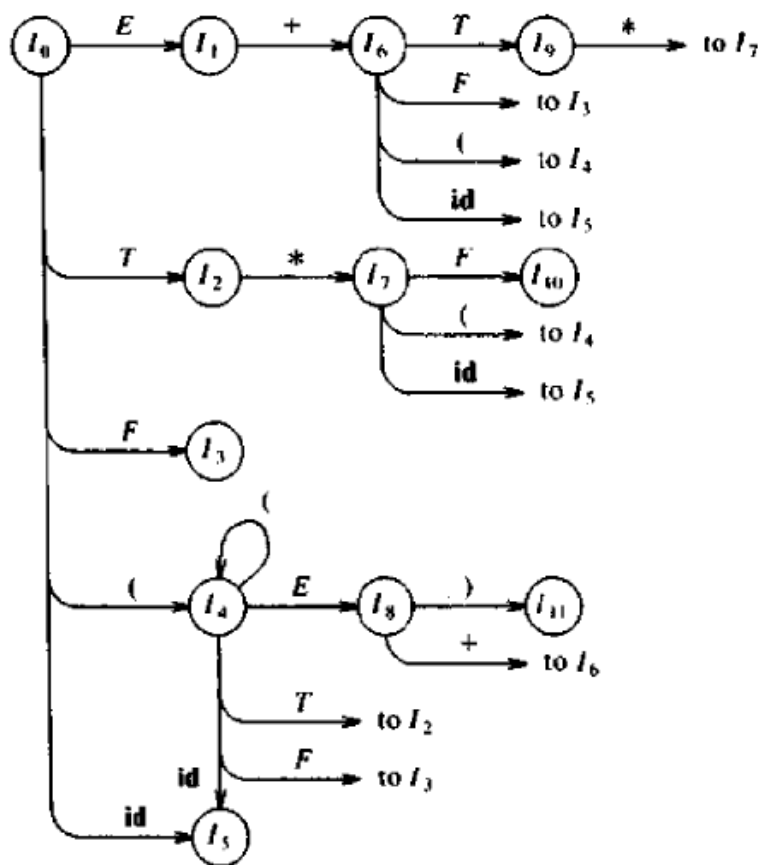 I₀ E I₁ + I₆ T I₉ * to I₇
F to I₃
( to I₄
id to I₅
T I₂ * I₇ F I₁₀
( to I₄
id to I₅
F I₃
(
( I₄ E I₈ ) I₁₁
+ to I₆
T to I₂
id F to I₃
id I₅